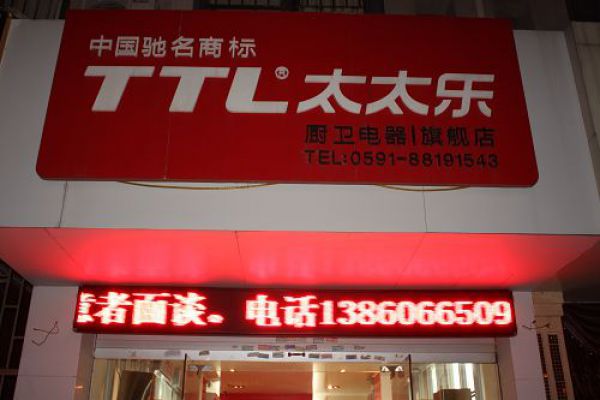 中国驰名商标
TTL® 太太乐
厨卫电器|旗舰店
TEL:0591-88191543
者面谈。电话13860066509